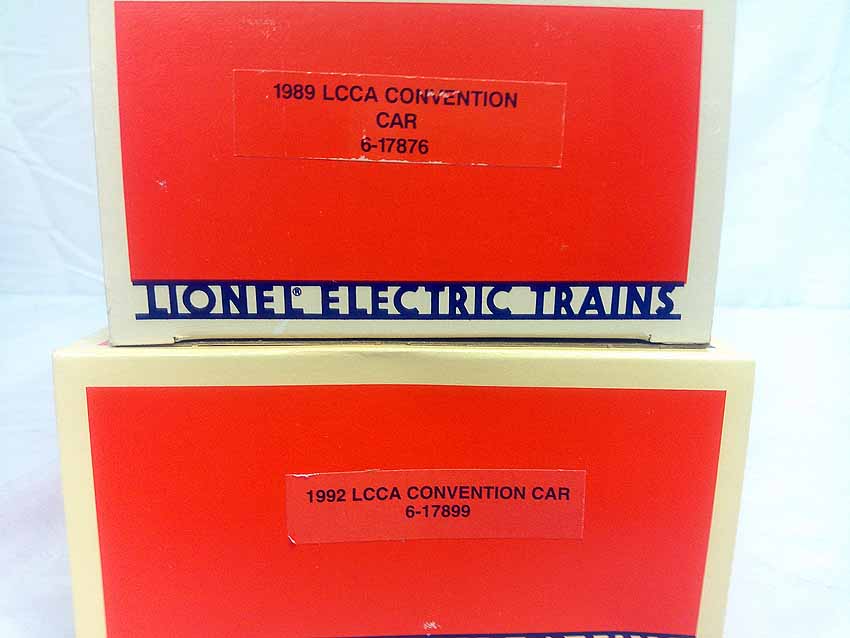 1989 LCCA CONVENTION
CAR
6-17876
LIONEL® ELECTRIC TRAINS
1992 LCCA CONVENTION CAR
6-17899